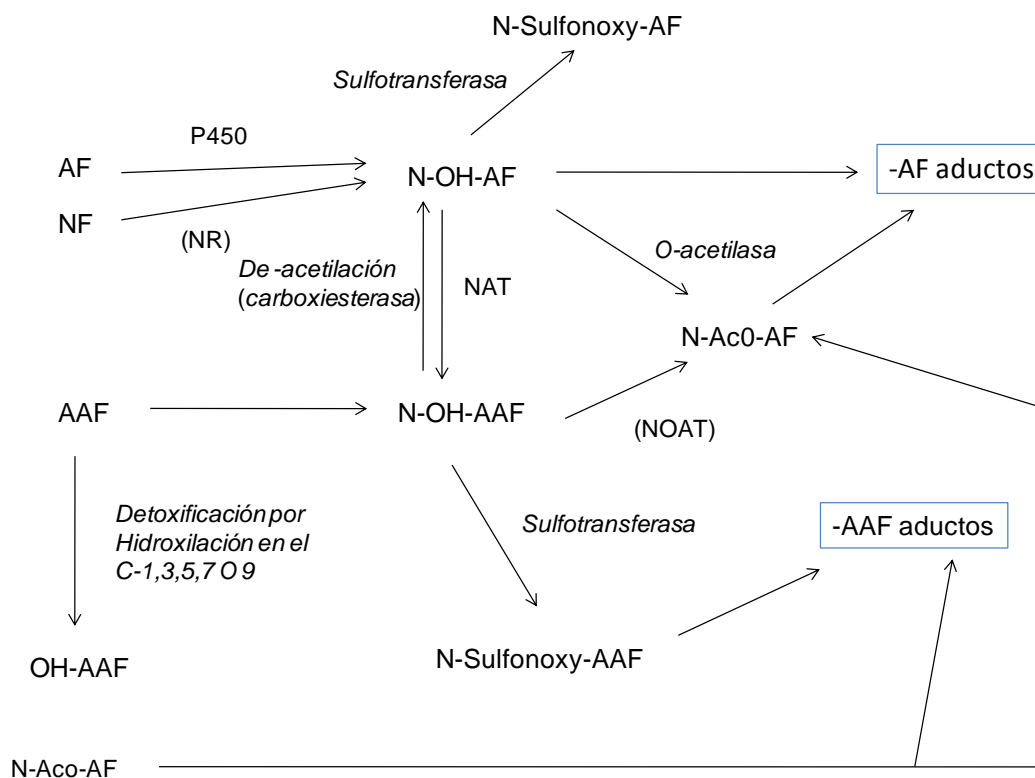 N-Sulfonoxy-AF
Sulfotransferasa
P450
AF
N-OH-AF
-AF aductos
NF
(NR)
De-acetilación
(carboxiesterasa)
NAT
O-acetilasa
N-Ac0-AF
AAF
N-OH-AAF
(NOAT)
Detoxificación por
Hidroxilación en el
C-1,3,5,7 O 9
Sulfotransferasa
-AAF aductos
OH-AAF
N-Sulfonoxy-AAF
N-Aco-AF